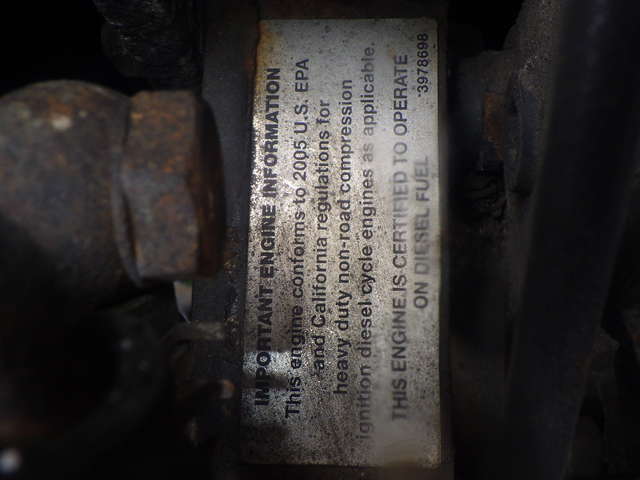 IMPORTANT ENGINE INFORMATION
This engine conforms to 2005 U.S. EPA
and California regulations for
heavy duty non-road compression
ignition diesel cycle engines as applicable.
THIS ENGINE IS CERTIFIED TO OPERATE
ON DIESEL FUEL
3978698